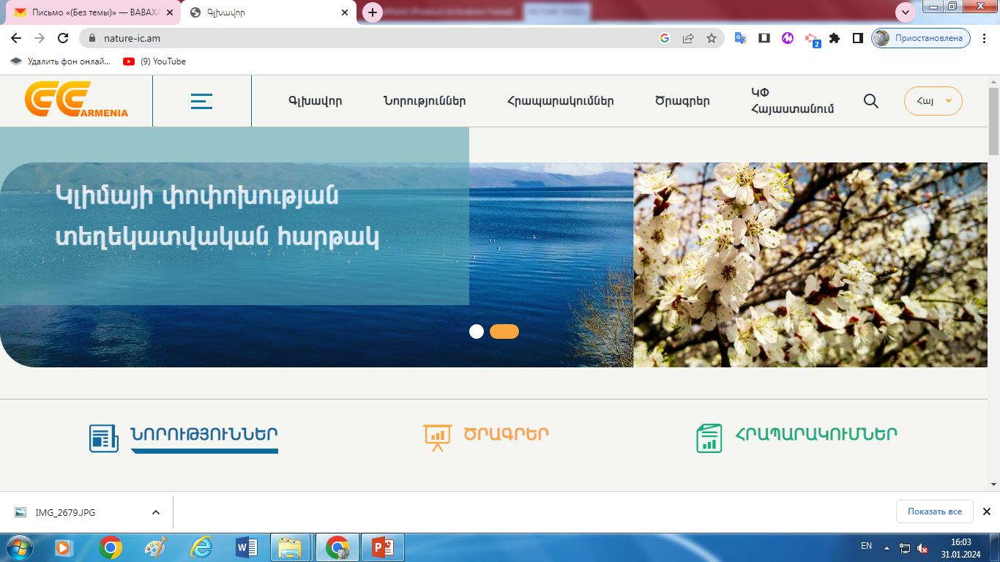 Письмо «(Без темы)» — BABAXA
Գլխավոր
nature-ic.am
2
Приостановлена
Удалить фон онлай...
(9) YouTube
CC ARMENIA
Գլխավոր
Նորություններ
Հրապարակումներ
Ծրագրեր
ԿՓ
Հայաստանում
Հայ
Կլիմայի փոփոխության
տեղեկատվական հարթակ
ՆՈՐՈՒԹՅՈՒՆՆԵՐ
ԾՐԱԳՐԵՐ
ՀՐԱՊԱՐԱԿՈՒՄՆԵՐ
IMG_2679.JPG
Показать все
EN
16:03
31.01.2024